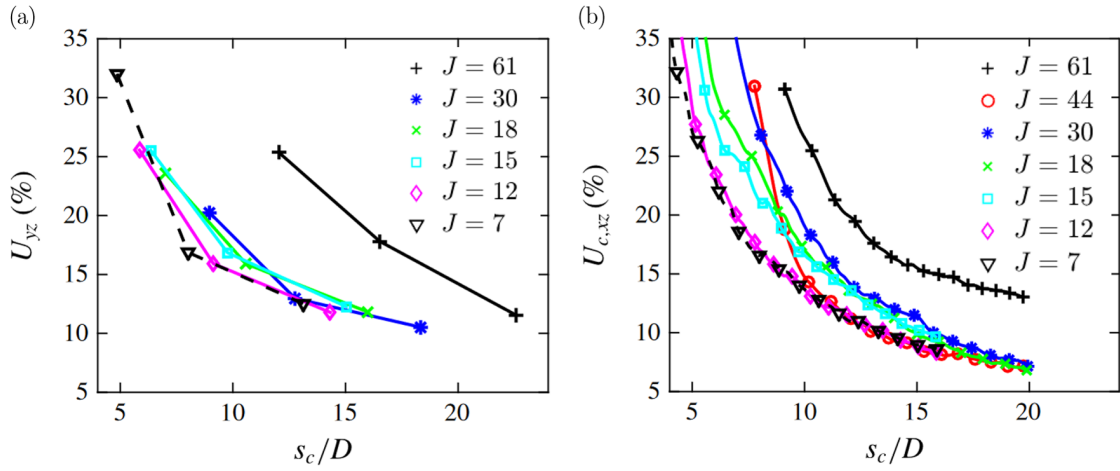 (a)
35
30
25
20
15
10
5
U_yz (%)
5 10 15 20
s_c/D
J = 61
J = 30
J = 18
J = 15
J = 12
J = 7
(b)
35
30
25
20
15
10
5
U_c,xz (%)
5 10 15 20
s_c/D
J = 61
J = 44
J = 30
J = 18
J = 15
J = 12
J = 7